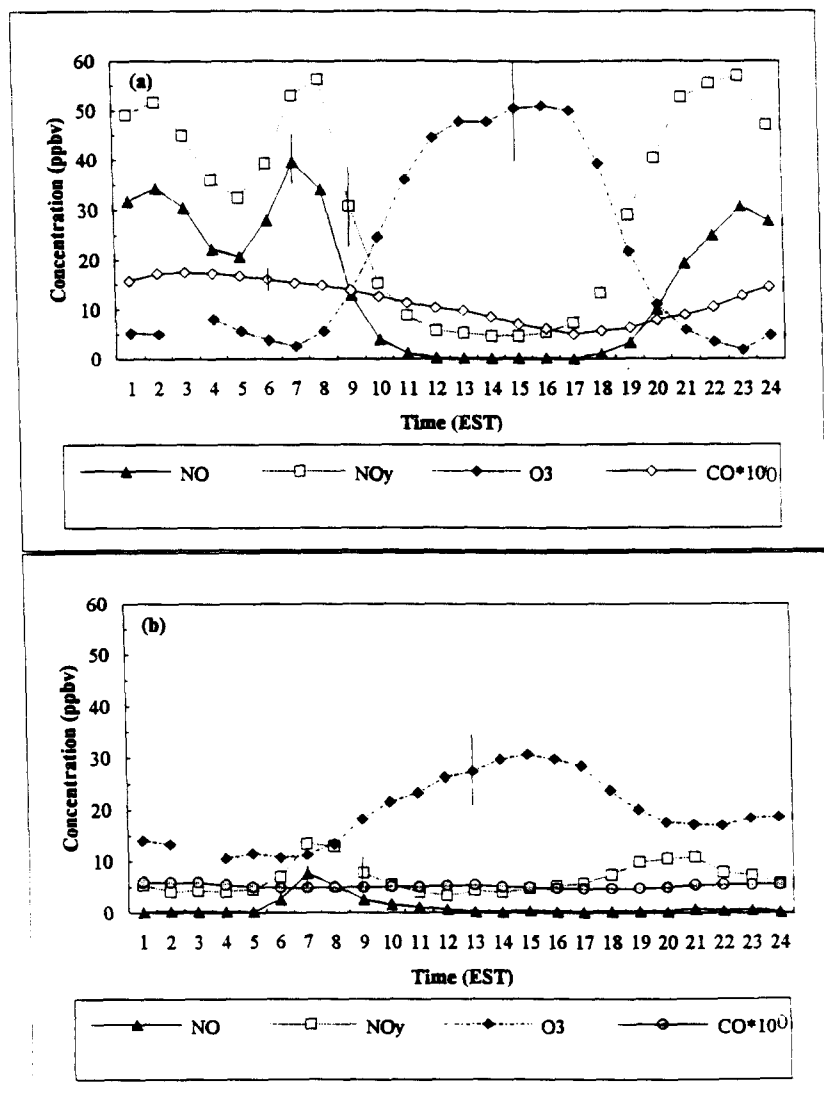 (a)
60
50
40
30
20
10
0
Concentration (ppbv)
1 2 3 4 5 6 7 8 9 10 11 12 13 14 15 16 17 18 19 20 21 22 23 24
Time (EST)
NO NOy O3 CO*100
(b)
60
50
40
30
20
10
0
Concentration (ppbv)
1 2 3 4 5 6 7 8 9 10 11 12 13 14 15 16 17 18 19 20 21 22 23 24
Time (EST)
NO NOy O3 CO*100